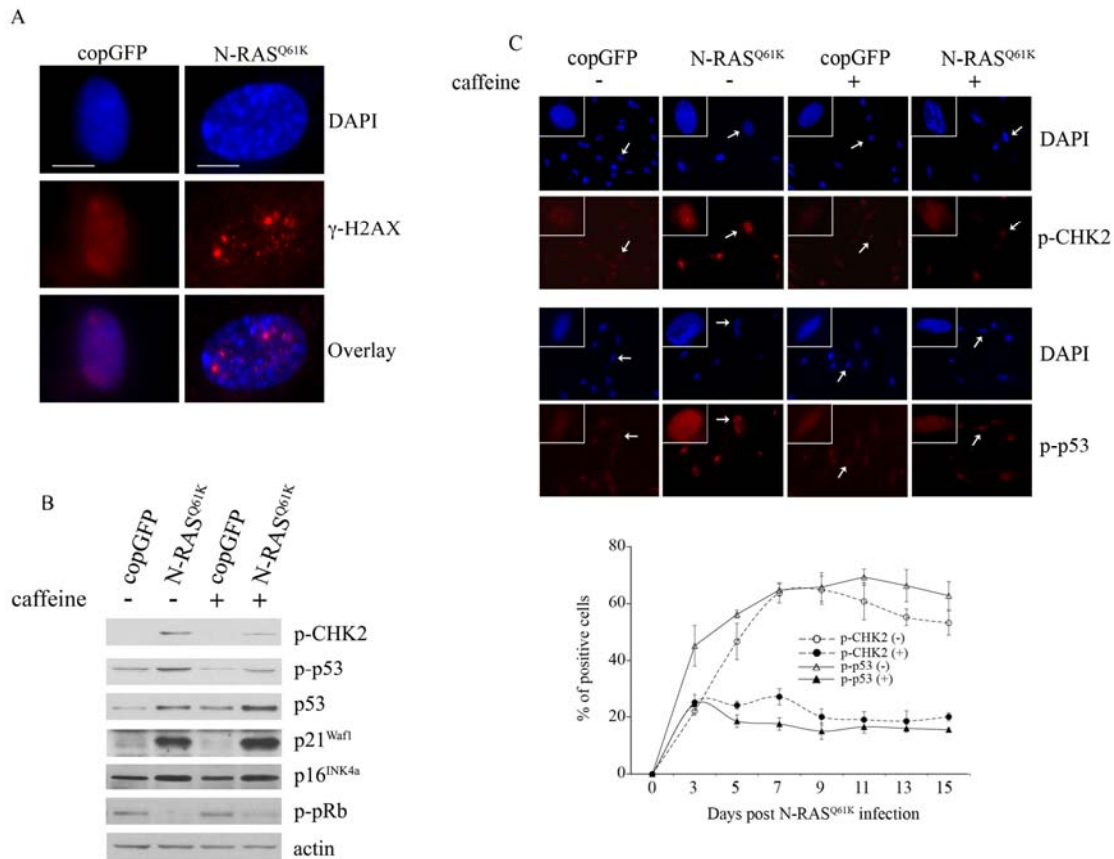 A
copGFP N-RAS^Q61K
DAPI
γ-H2AX
Overlay
B
copGFP N-RAS^Q61K copGFP N-RAS^Q61K
caffeine - - + +
p-CHK2
p-p53
p53
p21^Waf1
p16^INK4a
p-pRb
actin
C
copGFP N-RAS^Q61K copGFP N-RAS^Q61K
caffeine - - + +
DAPI
p-CHK2
DAPI
p-p53
% of positive cells
80
60
40
20
0
p-CHK2 (-)
p-CHK2 (+)
p-p53 (-)
p-p53 (+)
0 3 5 7 9 11 13 15
Days post N-RAS^Q61K infection